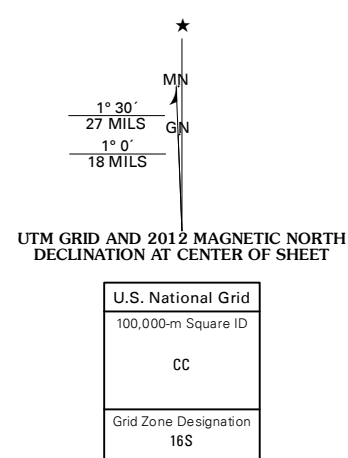 ★
MN
1° 30´
27 MILS
GN
1° 0´
18 MILS
UTM GRID AND 2012 MAGNETIC NORTH
DECLINATION AT CENTER OF SHEET
U.S. National Grid
100,000-m Square ID
CC
Grid Zone Designation
16S